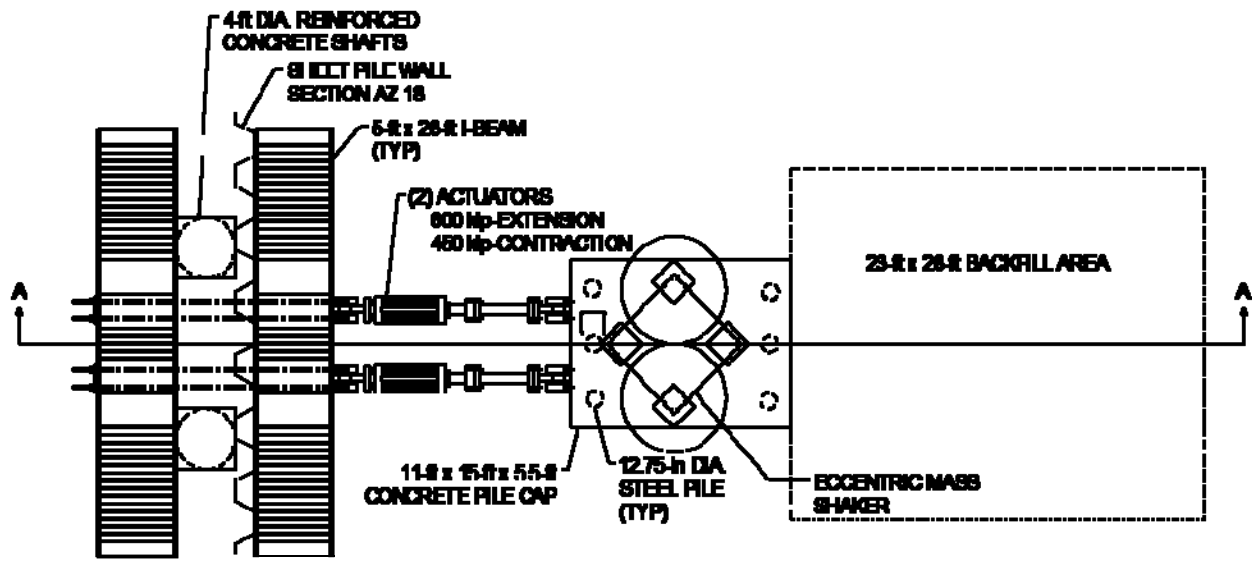 4-ft DIA. REINFORCED
CONCRETE SHAFTS
SHEET PILE WALL
SECTION AZ 18
5-ft x 28-ft I-BEAM
(TYP)
(2) ACTUATORS
600 kip-EXTENSION
450 kip-CONTRACTION
23-ft x 28-ft BACKFILL AREA
A
A
11-ft x 15-ft x 5.5-ft
CONCRETE PILE CAP
12.75-in DIA.
STEEL PILE
(TYP)
ECCENTRIC MASS
SHAKER